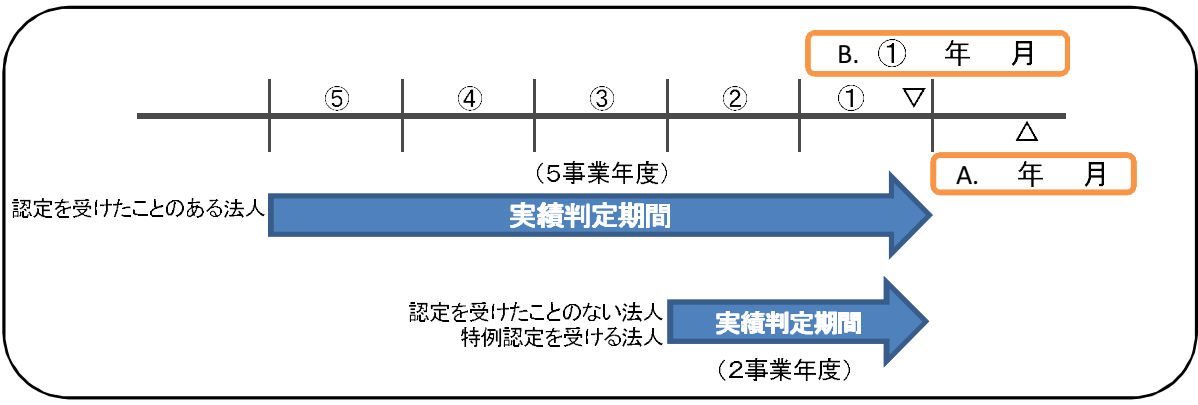 B. ① 年 月
⑤ ④ ③ ② ① ▽
△
(5事業年度)
A. 年 月
認定を受けたことのある法人
実績判定期間
認定を受けたことのない法人
特例認定を受ける法人
実績判定期間
(2事業年度)